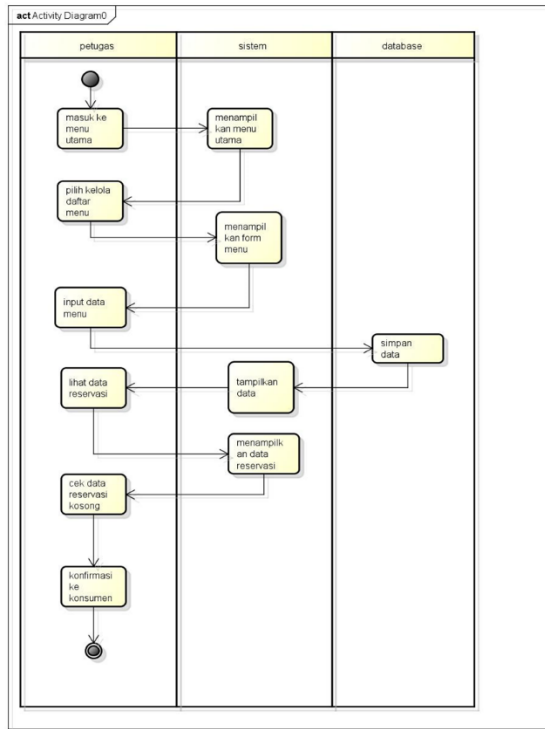 act Activity Diagram0
petugas
sistem
database
masuk ke
menu
utama
menampil
kan menu
utama
pilih kelola
daftar
menu
menampil
kan form
menu
input data
menu
simpan
data
tampilkan
data
lihat data
reservasi
menampilk
an data
reservasi
cek data
reservasi
kosong
konfirmasi
ke
konsumen